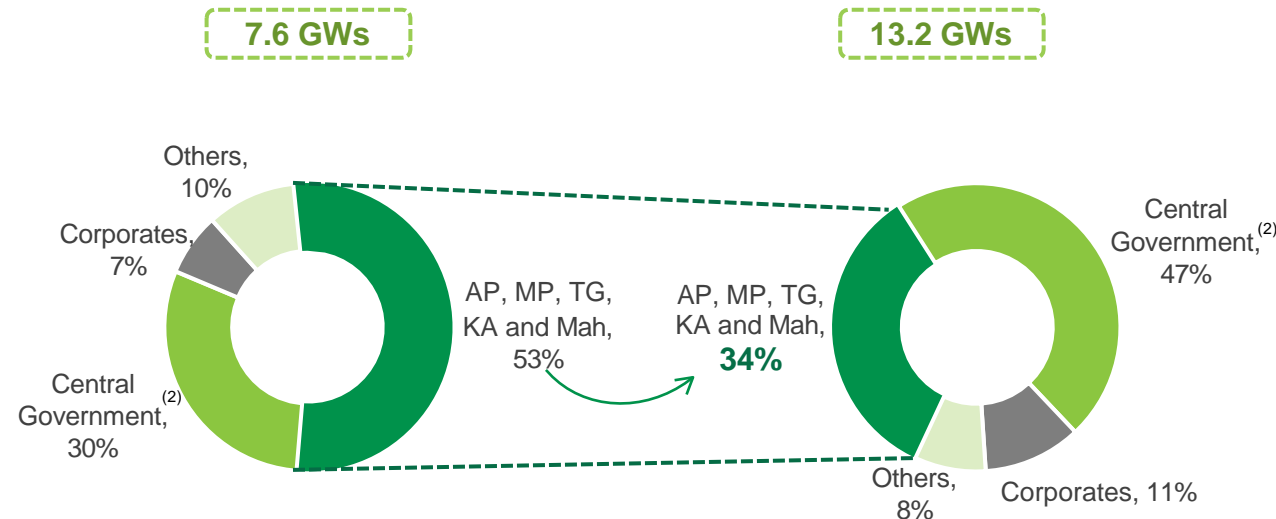 7.6 GWs
13.2 GWs
Others,
10%
Corporates,
7%
Central
Government,(2)
30%
AP, MP, TG,
KA and Mah,
53%
AP, MP, TG,
KA and Mah,
34%
Central
Government,(2)
47%
Others,
8%
Corporates, 11%